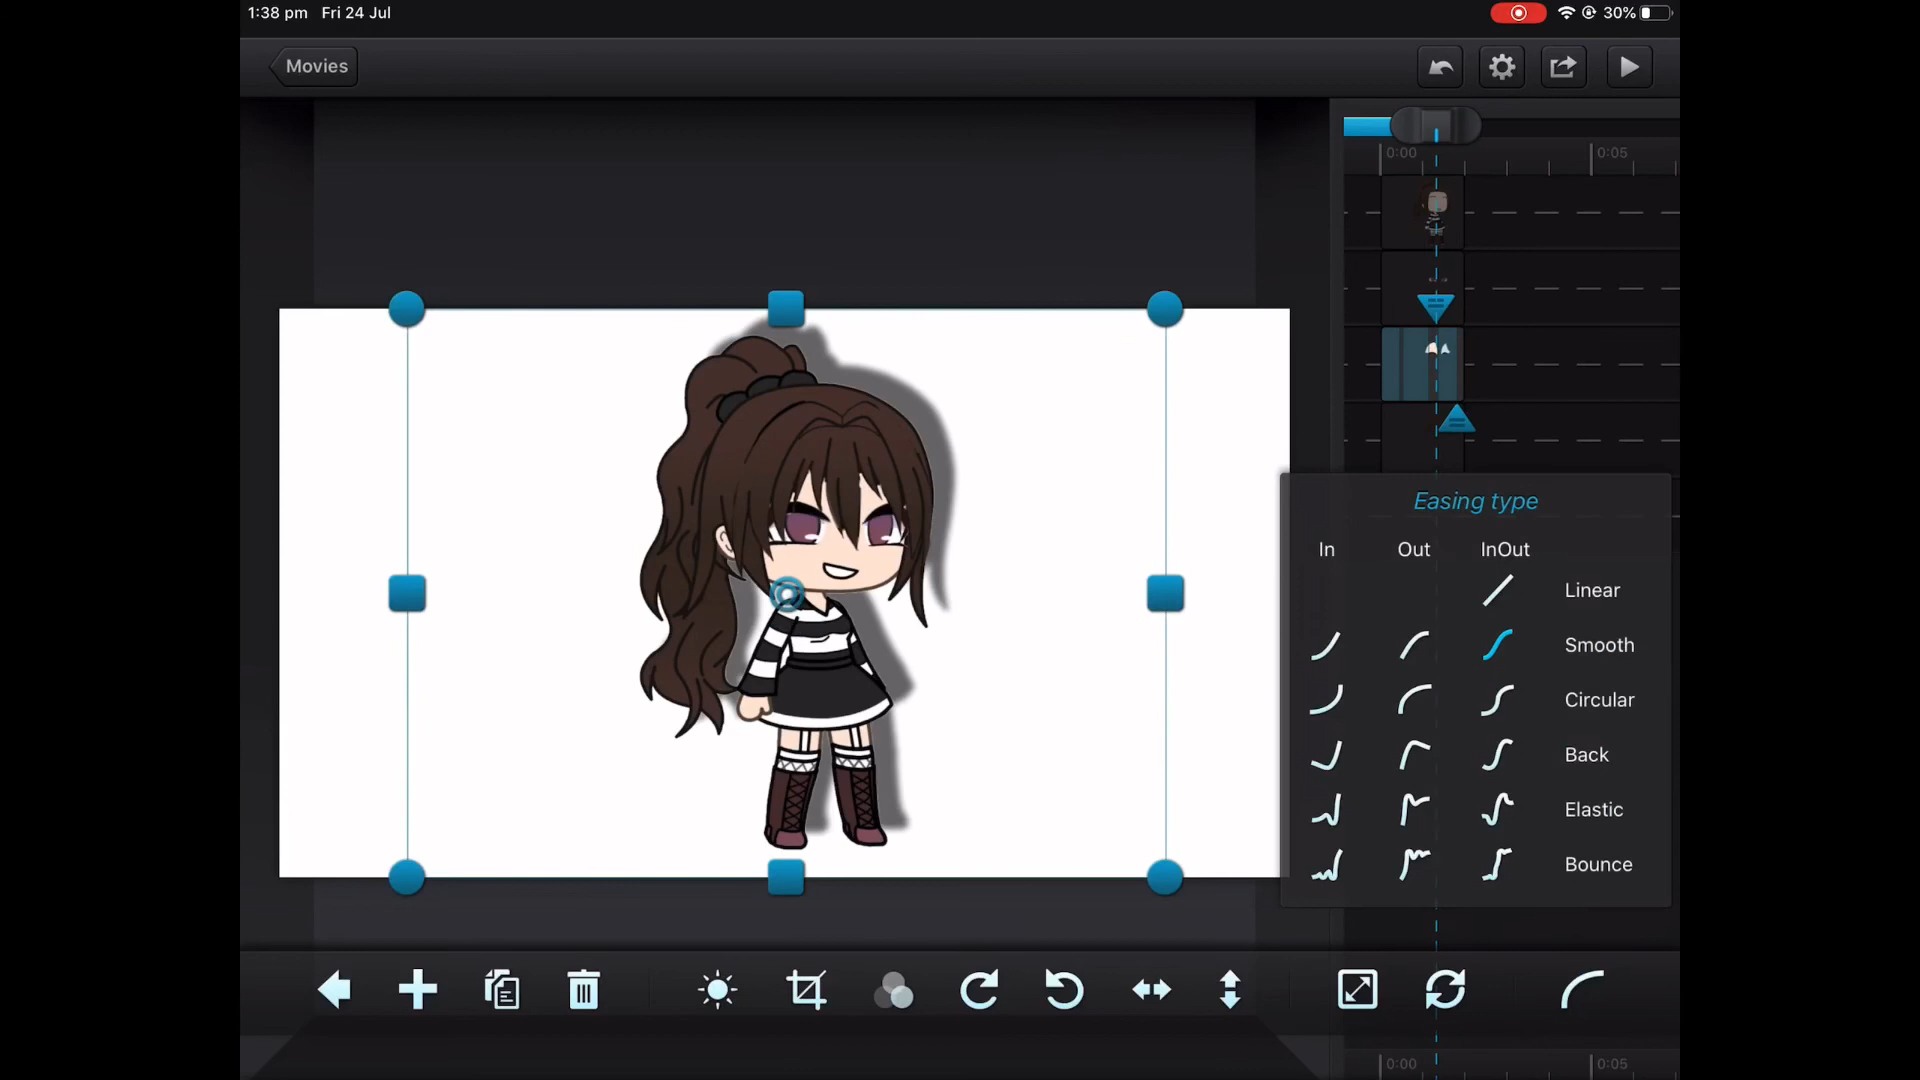 1:38 pm Fri 24 Jul 30%
Movies
0:00 0:05
Easing type
In Out InOut
Linear
Smooth
Circular
Back
Elastic
Bounce
0:00 0:05